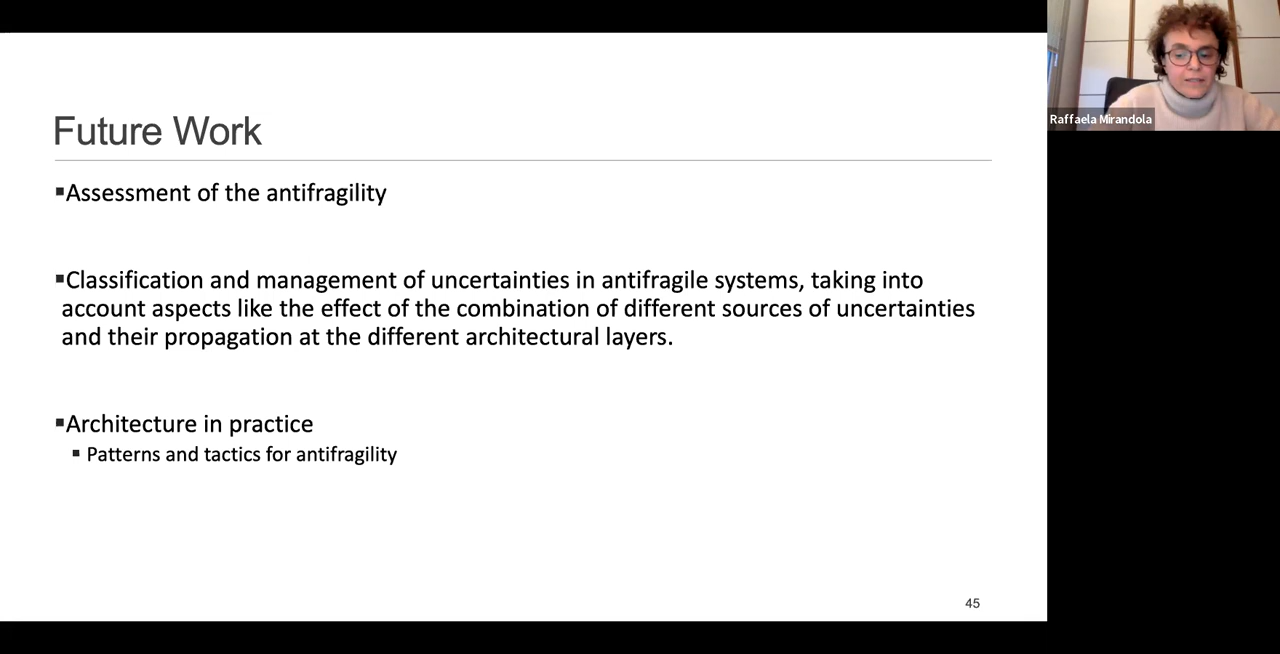 Future Work
▪Assessment of the antifragility
▪Classification and management of uncertainties in antifragile systems, taking into
account aspects like the effect of the combination of different sources of uncertainties
and their propagation at the different architectural layers.
▪Architecture in practice
▪ Patterns and tactics for antifragility
45
Raffaela Mirandola